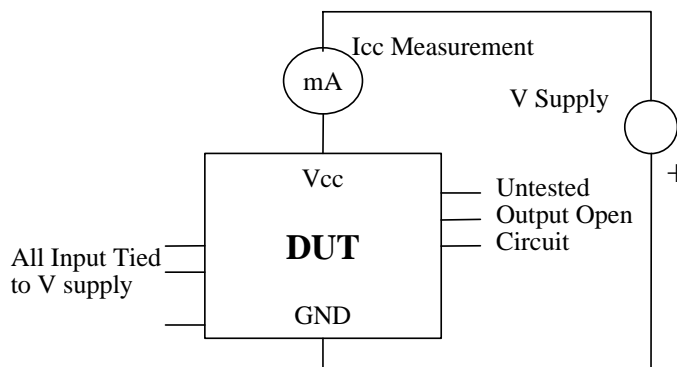 Icc Measurement
mA
V Supply
+
Vcc
Untested
Output Open
Circuit
DUT
All Input Tied
to V supply
GND